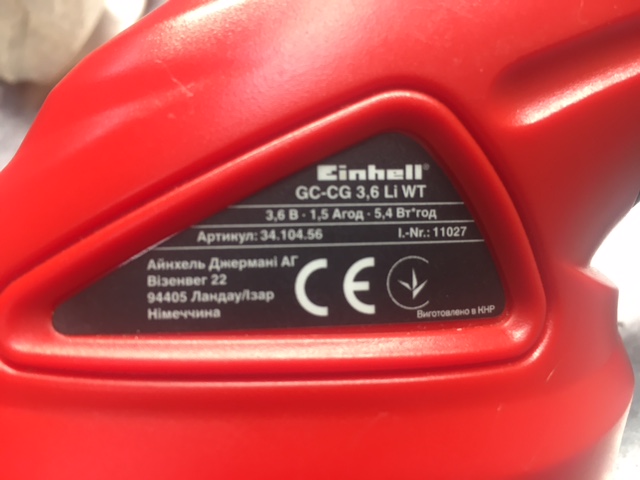 Einhell®
GC-CG 3,6 Li WT
3,6 В · 1,5 Агод · 5,4 Вт*год
Артикул: 34.104.56 I.-Nr.: 11027
Айнхель Джермані АГ
Візенвег 22
94405 Ландау/Ізар
Німеччина
CE
Виготовлено в КНР